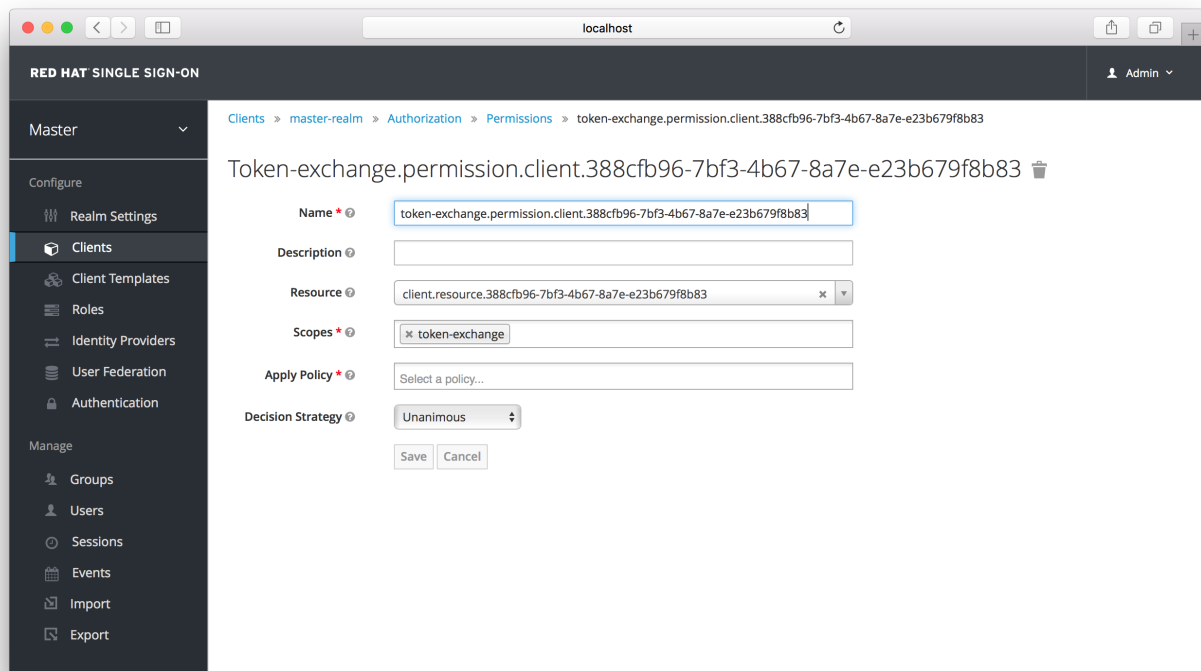 localhost
RED HAT SINGLE SIGN-ON
Admin
Master
Clients » master-realm » Authorization » Permissions » token-exchange.permission.client.388cfb96-7bf3-4b67-8a7e-e23b679f8b83
Token-exchange.permission.client.388cfb96-7bf3-4b67-8a7e-e23b679f8b83
Configure
Realm Settings
Clients
Client Templates
Roles
Identity Providers
User Federation
Authentication
Manage
Groups
Users
Sessions
Events
Import
Export
Name * token-exchange.permission.client.388cfb96-7bf3-4b67-8a7e-e23b679f8b83
Description
Resource client.resource.388cfb96-7bf3-4b67-8a7e-e23b679f8b83
Scopes * × token-exchange
Apply Policy * Select a policy...
Decision Strategy Unanimous
Save Cancel